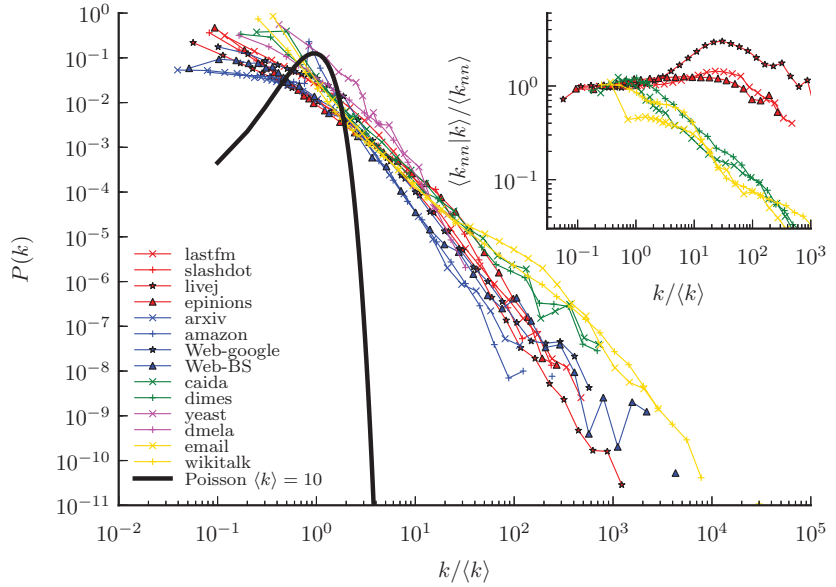 10^0
10^-1
10^-2
10^-3
10^-4
10^-5
10^-6
10^-7
10^-8
10^-9
10^-10
10^-11
P(k)
lastfm
slashdot
livej
epinions
arxiv
amazon
Web-google
Web-BS
caida
dimes
yeast
dmela
email
wikitalk
Poisson ⟨k⟩ = 10
10^-2 10^-1 10^0 10^1 10^2 10^3 10^4 10^5
k/⟨k⟩
⟨k_nn|k⟩/⟨k_nn⟩
10^0
10^-1
10^-1 10^0 10^1 10^2 10^3
k/⟨k⟩